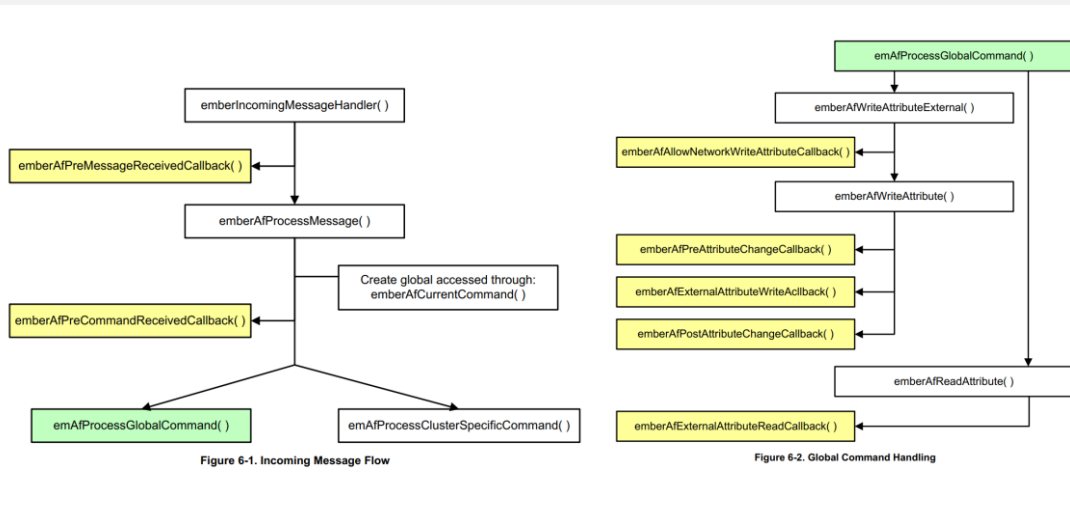 emberIncomingMessageHandler( )
emberAfPreMessageReceivedCallback( )
emberAfProcessMessage( )
Create global accessed through:
emberAfCurrentCommand( )
emberAfPreCommandReceivedCallback( )
emAfProcessGlobalCommand( )
emAfProcessClusterSpecificCommand( )
Figure 6-1. Incoming Message Flow
emAfProcessGlobalCommand( )
emberAfWriteAttributeExternal( )
emberAfAllowNetworkWriteAttributeCallback( )
emberAfWriteAttribute( )
emberAfPreAttributeChangeCallback( )
emberAfExternalAttributeWriteAcllback( )
emberAfPostAttributeChangeCallback( )
emberAfReadAttribute( )
emberAfExternalAttributeReadCallback( )
Figure 6-2. Global Command Handling